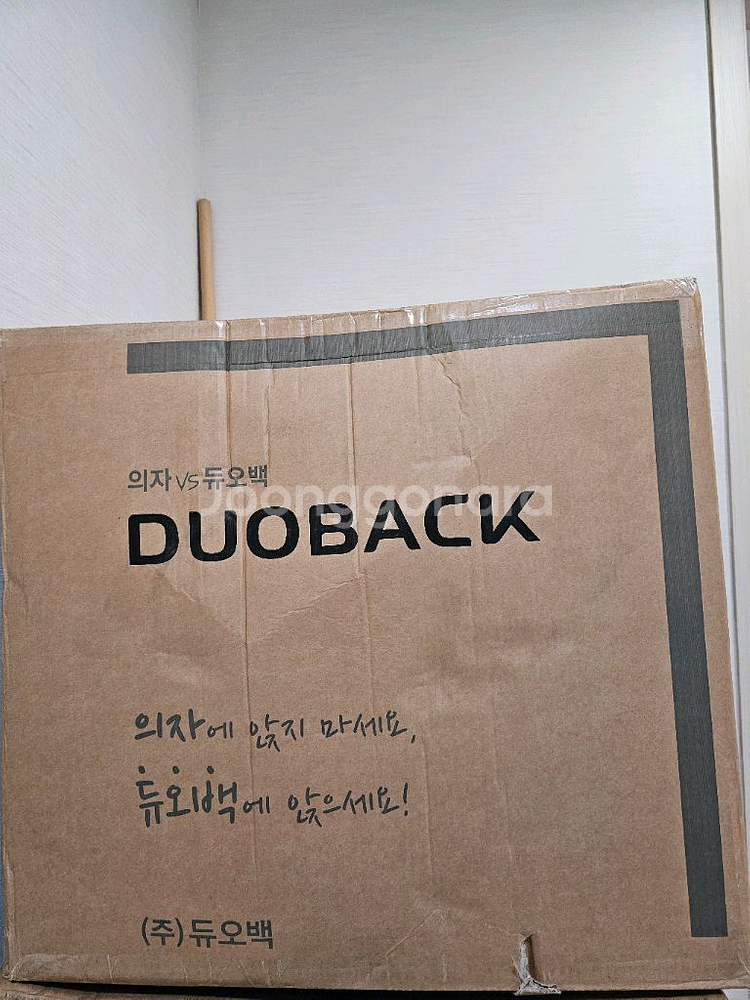 의자 VS 듀오백
Joonggonara
DUOBACK
의자에 앉지 마세요,
듀오백에 앉으세요!
(주)듀오백